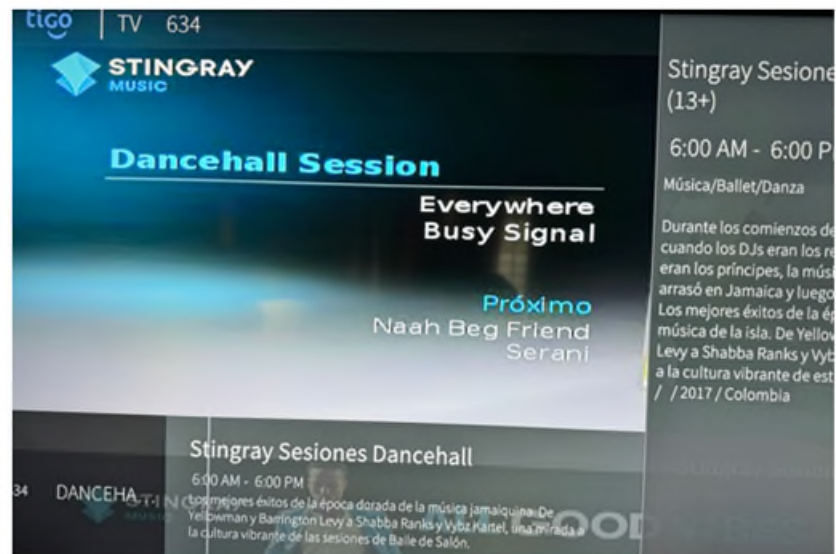 tigo | TV 634
STINGRAY
MUSIC
Dancehall Session
Everywhere
Busy Signal
Próximo
Naah Beg Friend
Serani
Stingray Sesione
(13+)
6:00 AM - 6:00 P
Música/Ballet/Danza
Durante los comienzos de
cuando los DJs eran los re
eran los príncipes, la músi
arrasó en Jamaica y luego
Los mejores éxitos de la ép
música de la isla. De Yellow
Levy a Shabba Ranks y Vyb
a la cultura vibrante de est
/ / 2017 / Colombia
34 DANCEHA...
Stingray Sesiones Dancehall
6:00 AM - 6:00 PM
Los mejores éxitos de la época dorada de la música jamaiquina. De
Yellowman y Barrington Levy a Shabba Ranks y Vybz Kartel, una mirada a
la cultura vibrante de las sesiones de Baile de Salón.
STINGRAY
MUSIC
GOOD